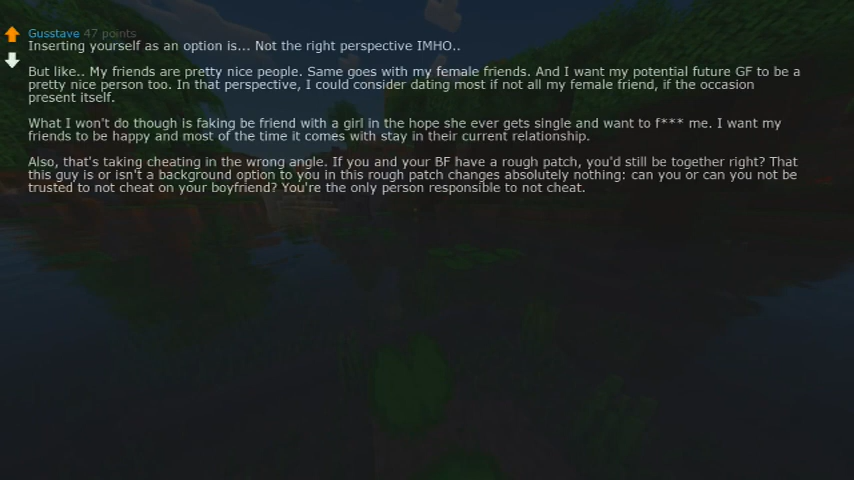 Gusstave 47 points
Inserting yourself as an option is... Not the right perspective IMHO..
But like.. My friends are pretty nice people. Same goes with my female friends. And I want my potential future GF to be a
pretty nice person too. In that perspective, I could consider dating most if not all my female friend, if the occasion
present itself.
What I won't do though is faking be friend with a girl in the hope she ever gets single and want to f*** me. I want my
friends to be happy and most of the time it comes with stay in their current relationship.
Also, that's taking cheating in the wrong angle. If you and your BF have a rough patch, you'd still be together right? That
this guy is or isn't a background option to you in this rough patch changes absolutely nothing: can you or can you not be
trusted to not cheat on your boyfriend? You're the only person responsible to not cheat.